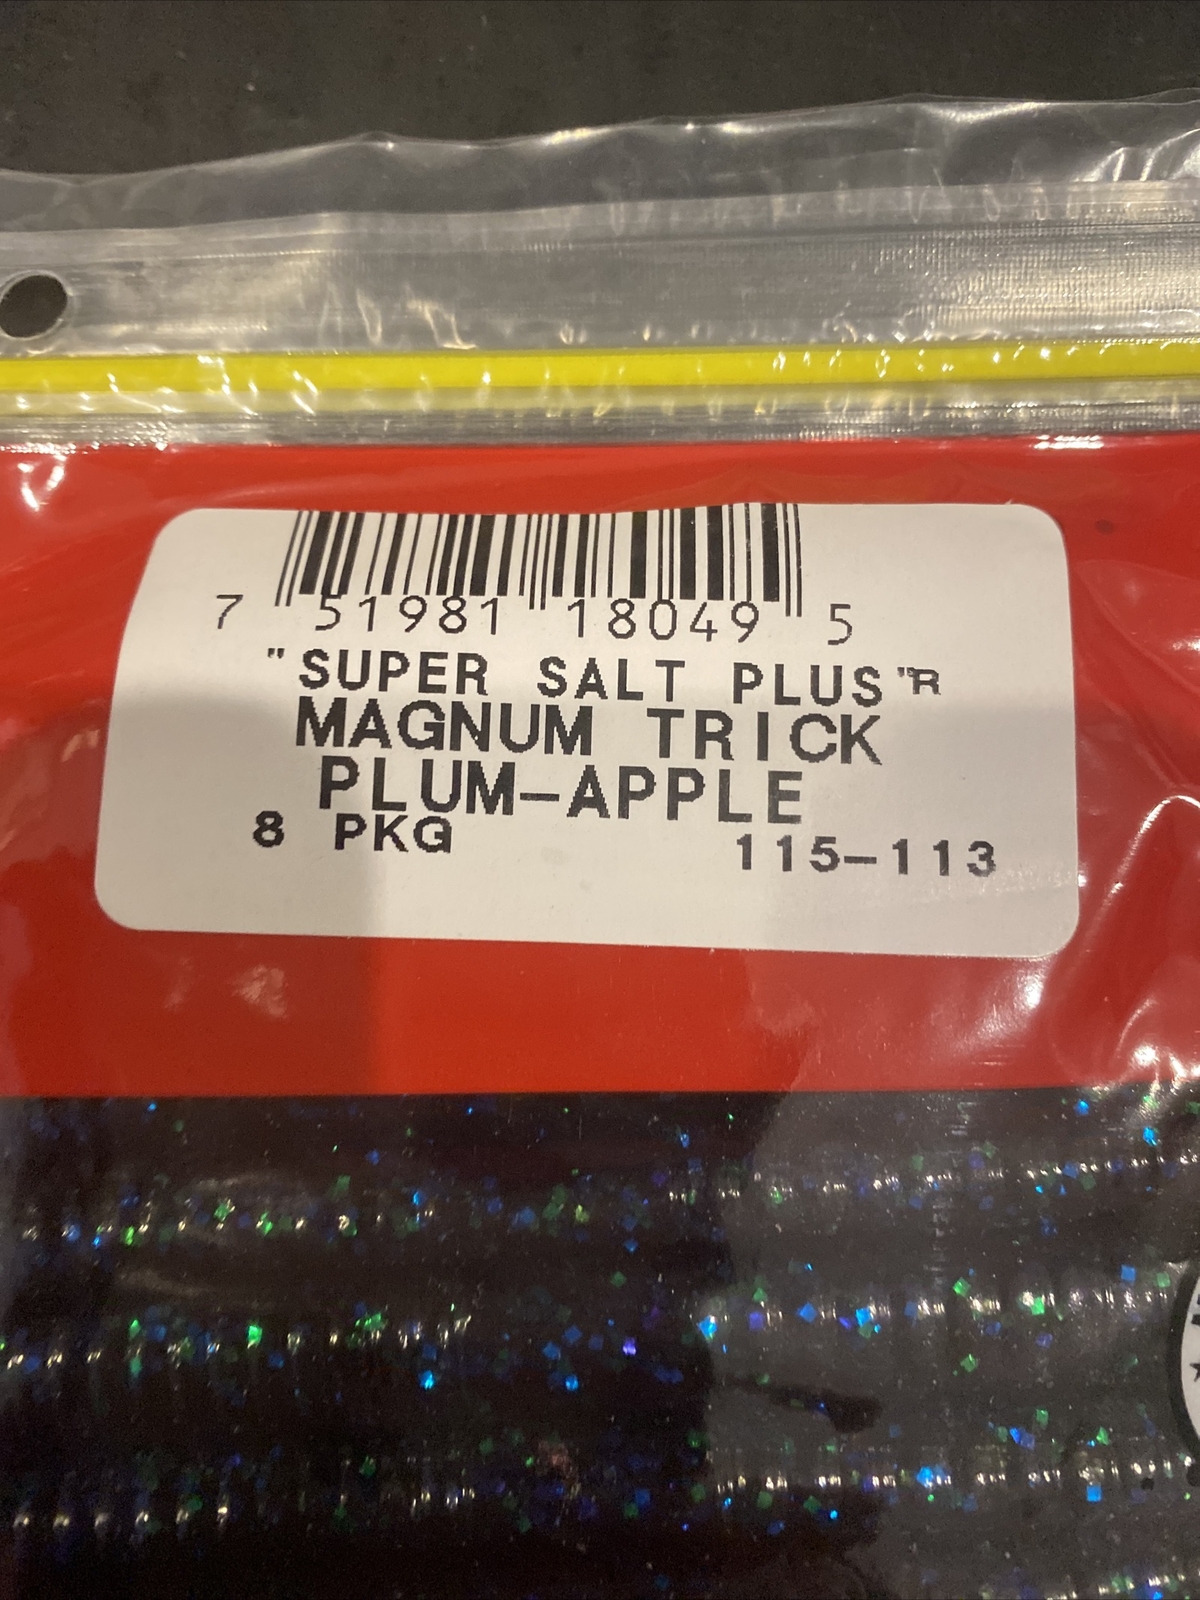 7 51981 18049 5
"SUPER SALT PLUS"R
MAGNUM TRICK
PLUM-APPLE
8 PKG 115-113